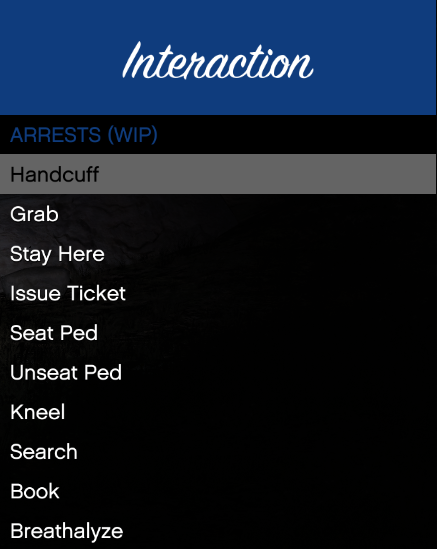 Interaction
ARRESTS (WIP)
Handcuff
Grab
Stay Here
Issue Ticket
Seat Ped
Unseat Ped
Kneel
Search
Book
Breathalyze